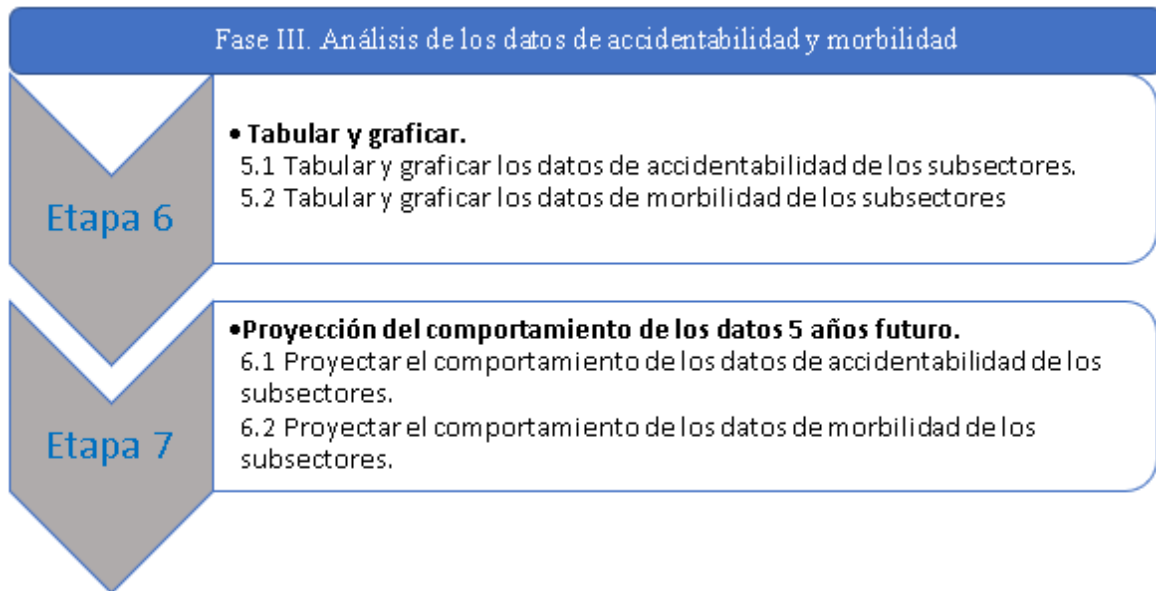 Fase III. Análisis de los datos de accidentabilidad y morbilidad
Etapa 6
• Tabular y graficar.
5.1 Tabular y graficar los datos de accidentabilidad de los subsectores.
5.2 Tabular y graficar los datos de morbilidad de los subsectores
Etapa 7
•Proyección del comportamiento de los datos 5 años futuro.
6.1 Proyectar el comportamiento de los datos de accidentabilidad de los
subsectores.
6.2 Proyectar el comportamiento de los datos de morbilidad de los
subsectores.